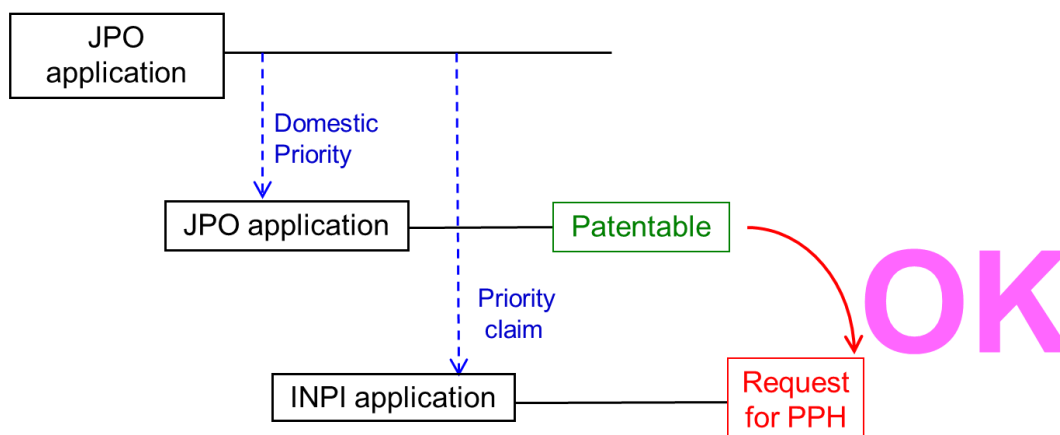 JPO
application
Domestic
Priority
JPO application
Patentable
OK
Priority
claim
INPI application
Request
for PPH